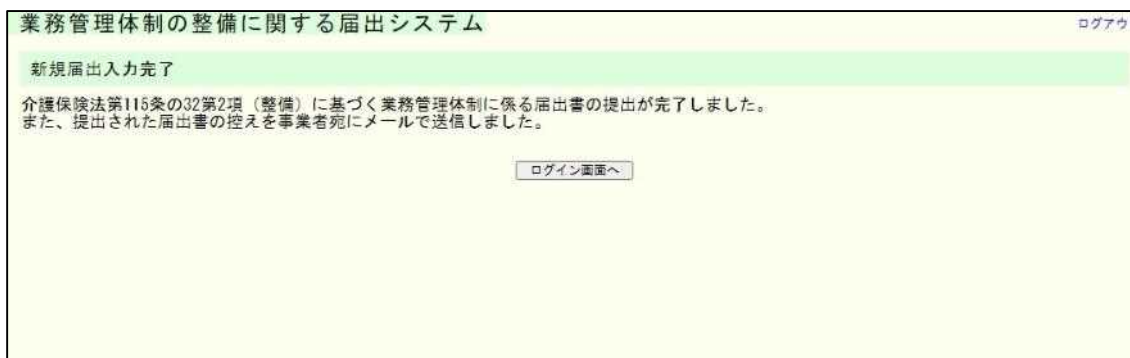 業務管理体制の整備に関する届出システム
ログアウ
新規届出入力完了
介護保険法第115条の32第2項（整備）に基づく業務管理体制に係る届出書の提出が完了しました。
また、提出された届出書の控えを事業者宛にメールで送信しました。
ログイン画面へ